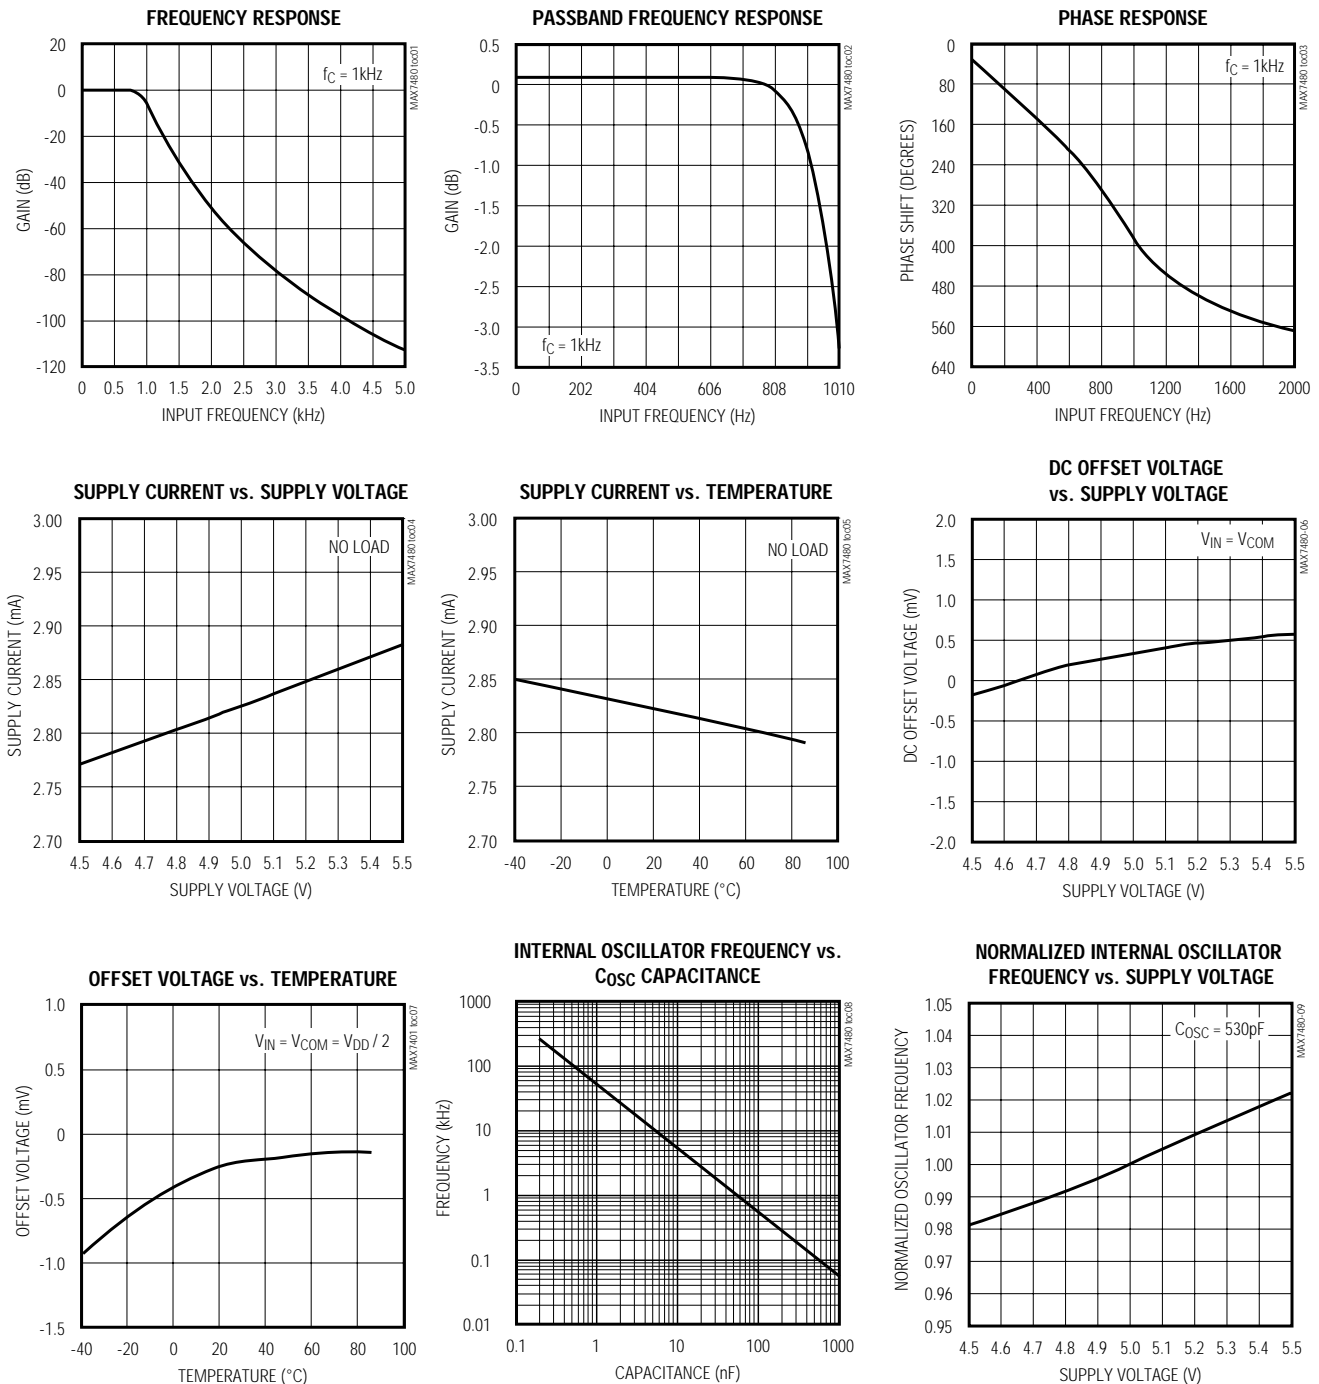 FREQUENCY RESPONSE
20
0
-20
-40
-60
-80
-100
-120
GAIN (dB)
fC = 1kHz
MAX7480 toc01
0 0.5 1.0 1.5 2.0 2.5 3.0 3.5 4.0 4.5 5.0
INPUT FREQUENCY (kHz)
PASSBAND FREQUENCY RESPONSE
0.5
0
-0.5
-1.0
-1.5
-2.0
-2.5
-3.0
-3.5
GAIN (dB)
fC = 1kHz
MAX7480 toc02
0 202 404 606 808 1010
INPUT FREQUENCY (Hz)
PHASE RESPONSE
0
80
160
240
320
400
480
560
640
PHASE SHIFT (DEGREES)
fC = 1kHz
MAX7480 toc03
0 400 800 1200 1600 2000
INPUT FREQUENCY (Hz)
SUPPLY CURRENT vs. SUPPLY VOLTAGE
3.00
2.95
2.90
2.85
2.80
2.75
2.70
SUPPLY CURRENT (mA)
NO LOAD
MAX7480 toc04
4.5 4.6 4.7 4.8 4.9 5.0 5.1 5.2 5.3 5.4 5.5
SUPPLY VOLTAGE (V)
SUPPLY CURRENT vs. TEMPERATURE
3.00
2.95
2.90
2.85
2.80
2.75
2.70
SUPPLY CURRENT (mA)
NO LOAD
MAX7480 toc05
-40 -20 0 20 40 60 80 100
TEMPERATURE (°C)
DC OFFSET VOLTAGE
vs. SUPPLY VOLTAGE
2.0
1.5
1.0
0.5
0
-0.5
-1.0
-1.5
-2.0
DC OFFSET VOLTAGE (mV)
VIN = VCOM
MAX7480-06
4.5 4.6 4.7 4.8 4.9 5.0 5.1 5.2 5.3 5.4 5.5
SUPPLY VOLTAGE (V)
OFFSET VOLTAGE vs. TEMPERATURE
1.0
0.5
0
-0.5
-1.0
-1.5
OFFSET VOLTAGE (mV)
VIN = VCOM = VDD / 2
MAX7401 toc07
-40 -20 0 20 40 60 80 100
TEMPERATURE (°C)
INTERNAL OSCILLATOR FREQUENCY vs.
COSC CAPACITANCE
1000
100
10
1
0.1
0.01
FREQUENCY (kHz)
MAX7480 toc08
0.1 1 10 100 1000
CAPACITANCE (nF)
NORMALIZED INTERNAL OSCILLATOR
FREQUENCY vs. SUPPLY VOLTAGE
1.05
1.04
1.03
1.02
1.01
1.00
0.99
0.98
0.97
0.96
0.95
NORMALIZED OSCILLATOR FREQUENCY
COSC = 530pF
MAX7480-09
4.5 4.6 4.7 4.8 4.9 5.0 5.1 5.2 5.3 5.4 5.5
SUPPLY VOLTAGE (V)